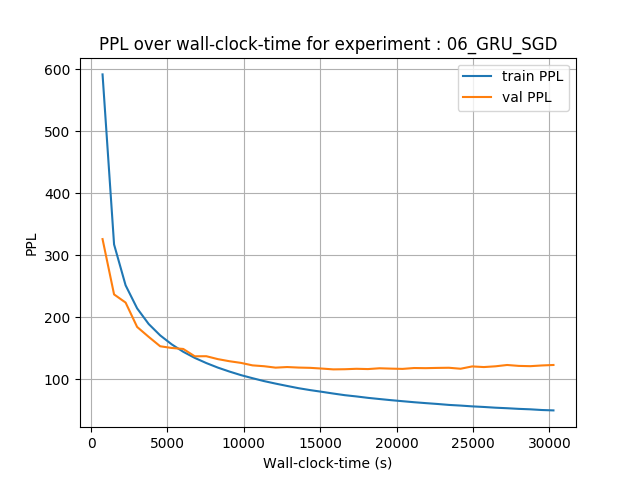 PPL over wall-clock-time for experiment : 06_GRU_SGD
train PPL
val PPL
600
500
400
300
200
100
PPL
0
5000
10000
15000
20000
25000
30000
Wall-clock-time (s)